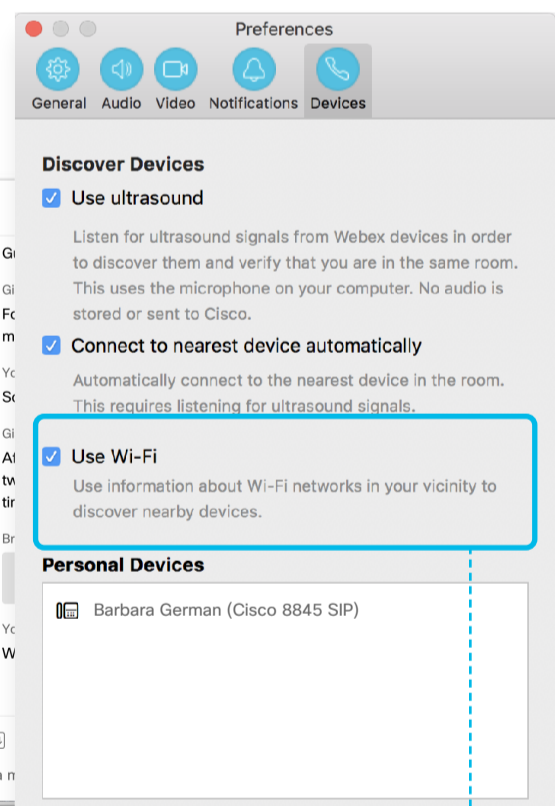 Preferences
General Audio Video Notifications Devices
Discover Devices
Use ultrasound
Listen for ultrasound signals from Webex devices in order
to discover them and verify that you are in the same room.
This uses the microphone on your computer. No audio is
stored or sent to Cisco.
Connect to nearest device automatically
Automatically connect to the nearest device in the room.
This requires listening for ultrasound signals.
Use Wi-Fi
Use information about Wi-Fi networks in your vicinity to
discover nearby devices.
Personal Devices
Barbara German (Cisco 8845 SIP)